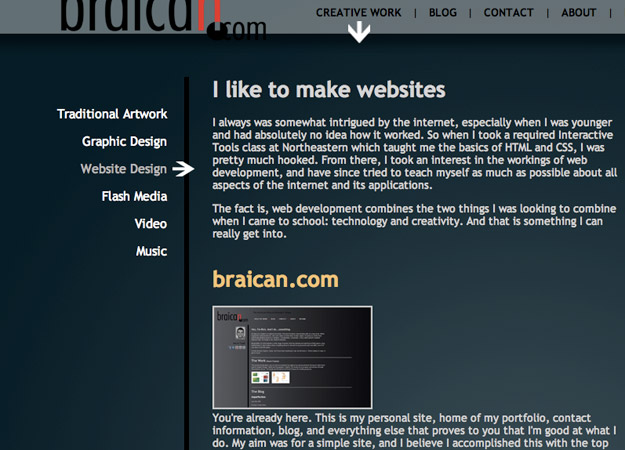 braican.com
CREATIVE WORK | BLOG | CONTACT | ABOUT |
Traditional Artwork
Graphic Design
Website Design
Flash Media
Video
Music
I like to make websites
I always was somewhat intrigued by the internet, especially when I was younger
and had absolutely no idea how it worked. So when I took a required Interactive
Tools class at Northeastern which taught me the basics of HTML and CSS, I was
pretty much hooked. From there, I took an interest in the workings of web
development, and have since tried to teach myself as much as possible about all
aspects of the internet and its applications.
The fact is, web development combines the two things I was looking to combine
when I came to school: technology and creativity. And that is something I can
really get into.
braican.com
You're already here. This is my personal site, home of my portfolio, contact
information, blog, and everything else that proves to you that I'm good at what I
do. My aim was for a simple site, and I believe I accomplished this with the top